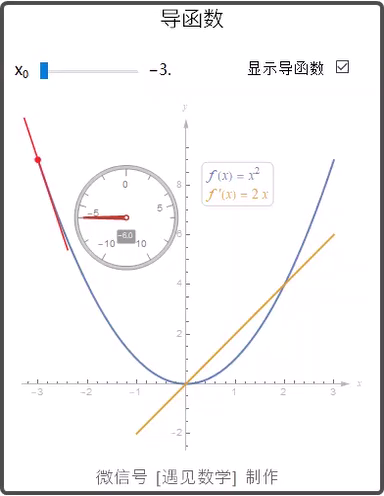 导函数
x₀ −3. 显示导函数
y
f(x) = x²
f′(x) = 2 x
8
0
−5 5
6
−6.0
−10 10
4
2
−3 −2 −1 0 1 2 3 x
−2
微信号 [遇见数学] 制作